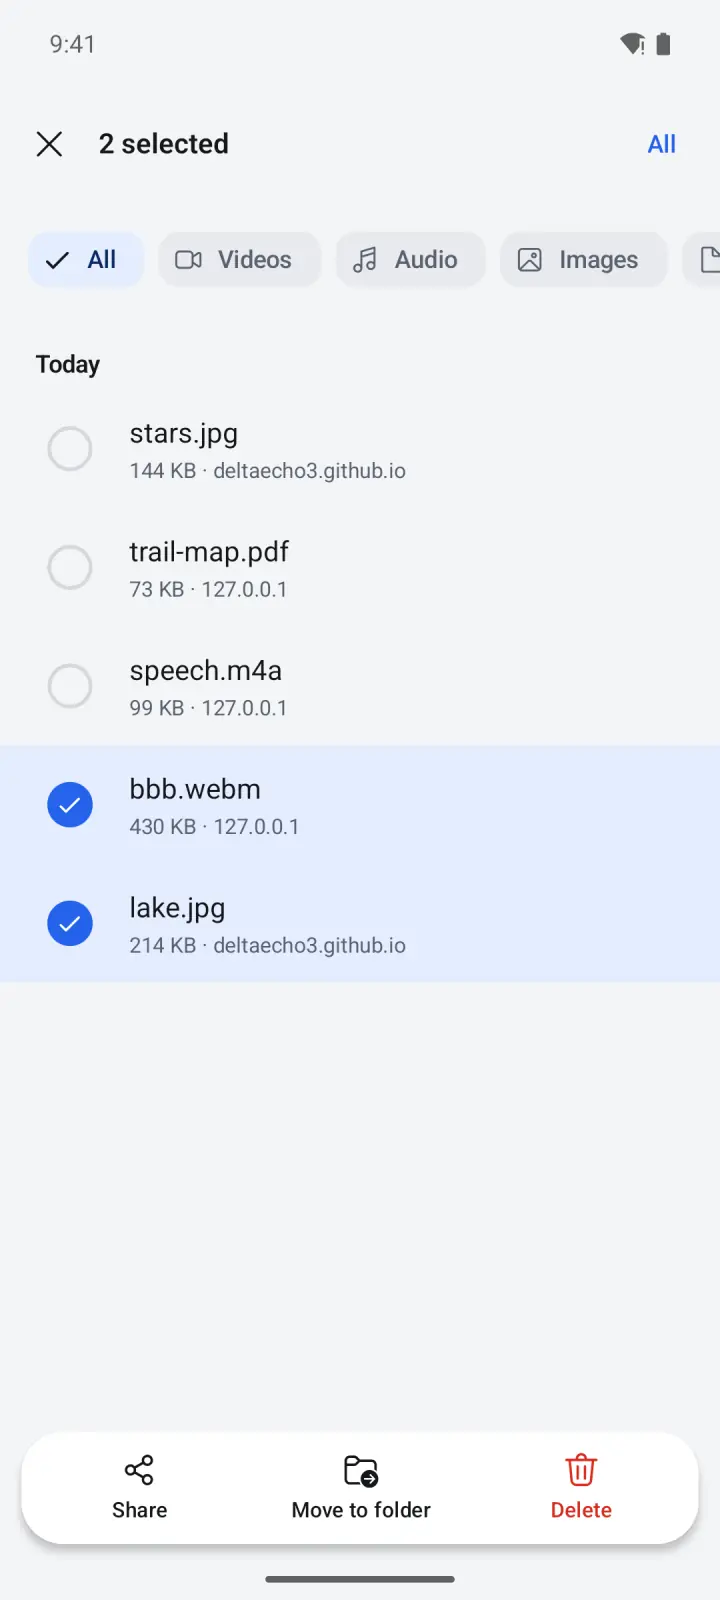 9:41
2 selected
All
All
Videos
Audio
Images
Today
stars.jpg
144 KB · deltaecho3.github.io
trail-map.pdf
73 KB · 127.0.0.1
speech.m4a
99 KB · 127.0.0.1
bbb.webm
430 KB · 127.0.0.1
lake.jpg
214 KB · deltaecho3.github.io
Share
Move to folder
Delete